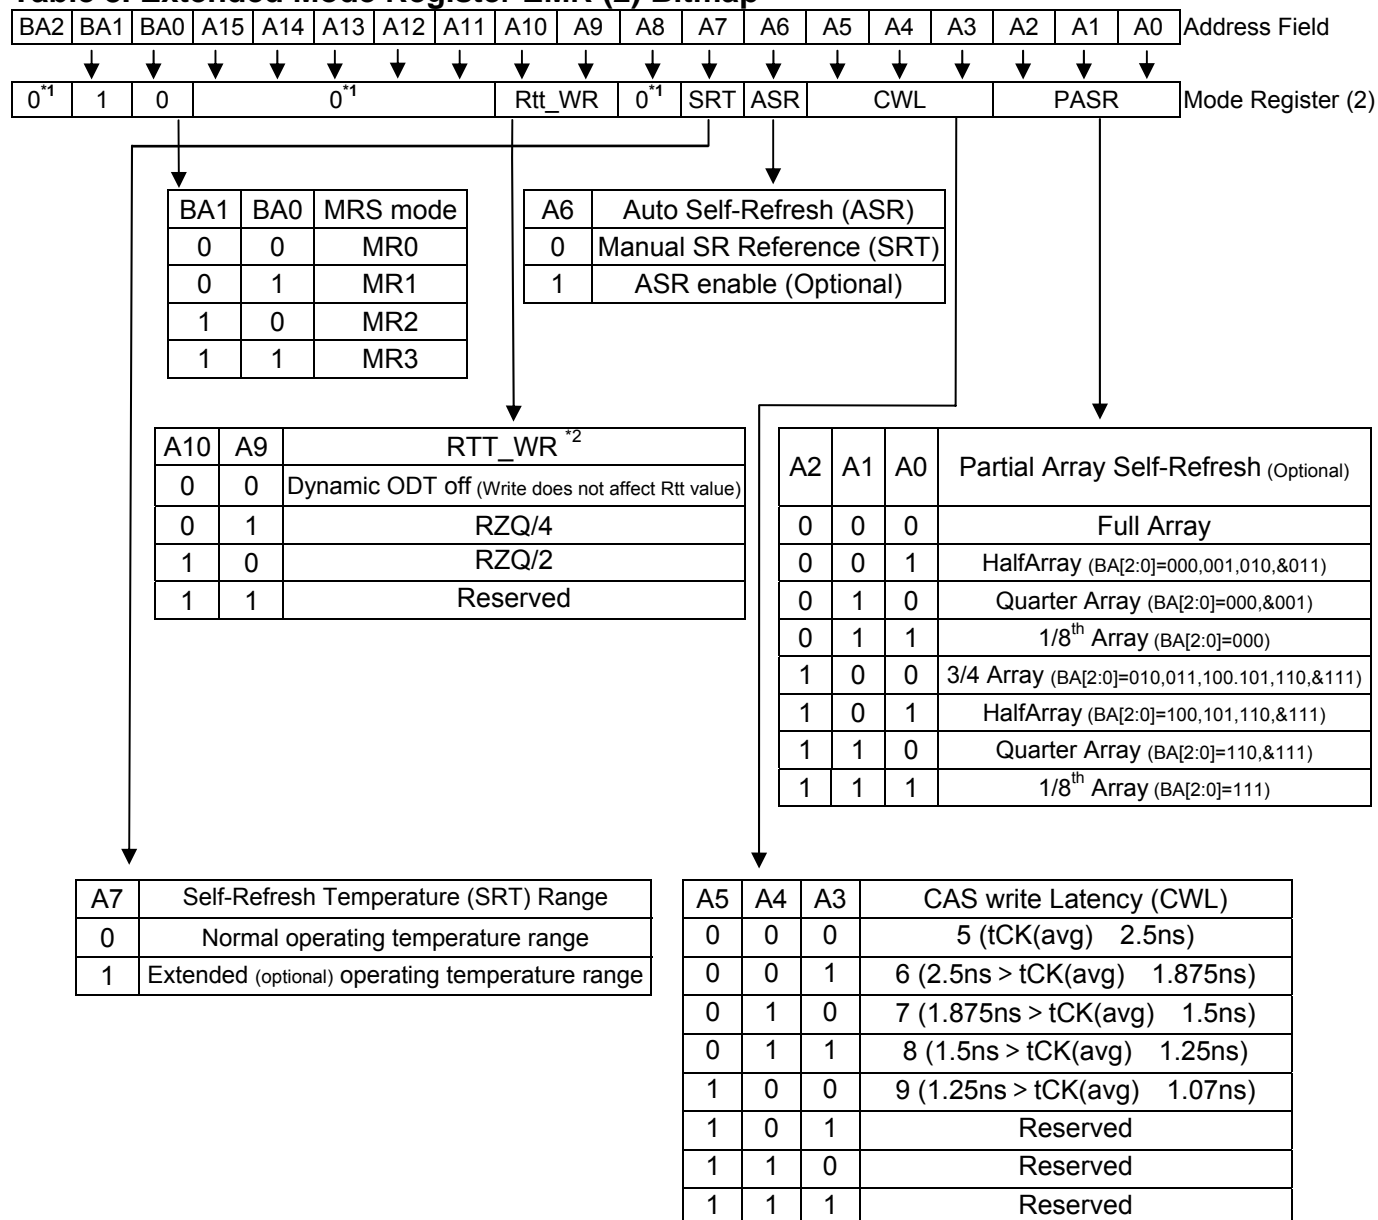 Table 8. Extended Mode Register EMR (2) Bitmap
BA2 BA1 BA0 A15 A14 A13 A12 A11 A10 A9 A8 A7 A6 A5 A4 A3 A2 A1 A0 Address Field
0*1 1 0 0*1 Rtt_WR 0*1 SRT ASR CWL PASR Mode Register (2)
BA1 BA0 MRS mode
0 0 MR0
0 1 MR1
1 0 MR2
1 1 MR3
A6 Auto Self-Refresh (ASR)
0 Manual SR Reference (SRT)
1 ASR enable (Optional)
A10 A9 RTT_WR *2
0 0 Dynamic ODT off (Write does not affect Rtt value)
0 1 RZQ/4
1 0 RZQ/2
1 1 Reserved
A2 A1 A0 Partial Array Self-Refresh (Optional)
0 0 0 Full Array
0 0 1 HalfArray (BA[2:0]=000,001,010,&011)
0 1 0 Quarter Array (BA[2:0]=000,&001)
0 1 1 1/8th Array (BA[2:0]=000)
1 0 0 3/4 Array (BA[2:0]=010,011,100.101,110,&111)
1 0 1 HalfArray (BA[2:0]=100,101,110,&111)
1 1 0 Quarter Array (BA[2:0]=110,&111)
1 1 1 1/8th Array (BA[2:0]=111)
A7 Self-Refresh Temperature (SRT) Range
0 Normal operating temperature range
1 Extended (optional) operating temperature range
A5 A4 A3 CAS write Latency (CWL)
0 0 0 5 (tCK(avg) 2.5ns)
0 0 1 6 (2.5ns > tCK(avg) 1.875ns)
0 1 0 7 (1.875ns > tCK(avg) 1.5ns)
0 1 1 8 (1.5ns > tCK(avg) 1.25ns)
1 0 0 9 (1.25ns > tCK(avg) 1.07ns)
1 0 1 Reserved
1 1 0 Reserved
1 1 1 Reserved